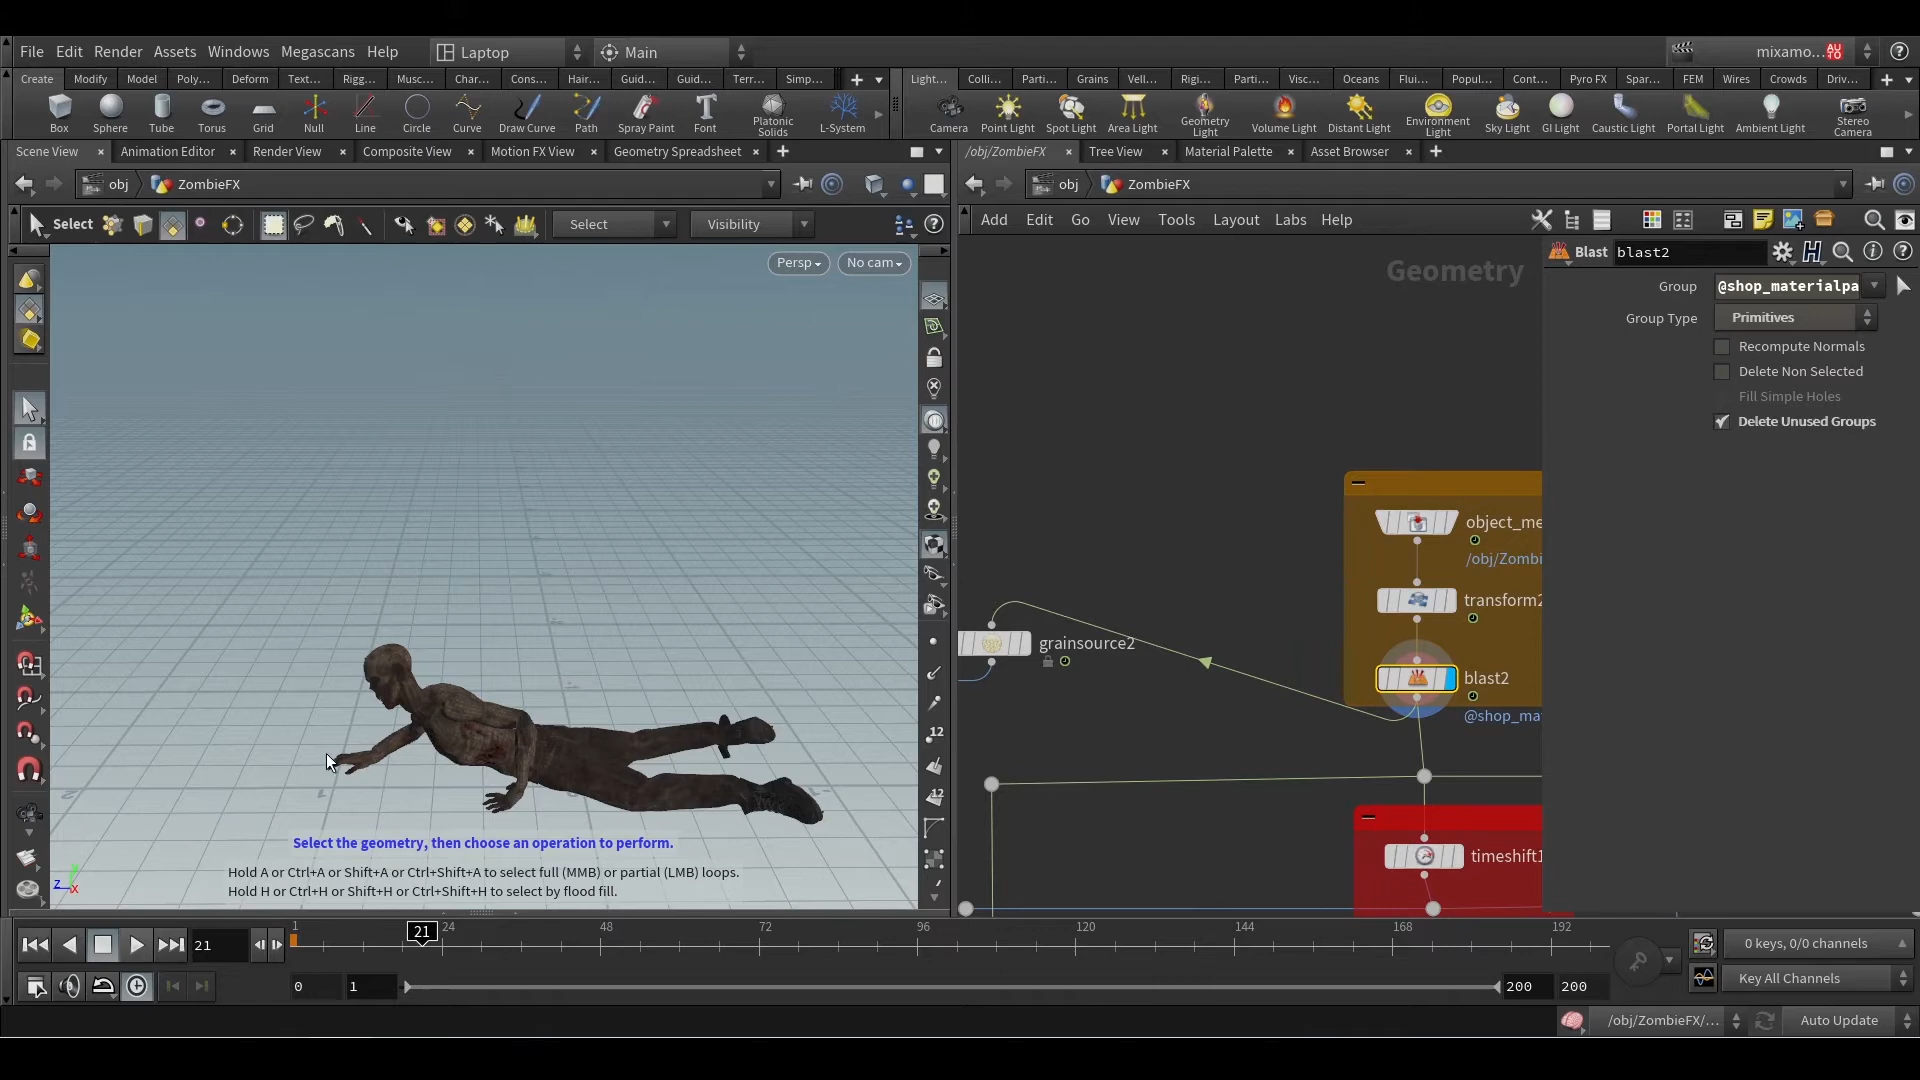 File Edit Render Assets Windows Megascans Help Laptop Main mixamo... AUTO
Create Modify Model Poly... Deform Text... Rigg... Musc... Char... Cons... Hair... Guid... Guid... Terr... Simp...
Light... Colli... Parti... Grains Vell... Rigi... Parti... Visc... Oceans Flui... Popul... Cont... Pyro FX Spar... FEM Wires Crowds Driv...
Box Sphere Tube Torus Grid Null Line Circle Curve Draw Curve Path Spray Paint Font Platonic Solids L-System
Camera Point Light Spot Light Area Light Geometry Light Volume Light Distant Light Environment Light Sky Light GI Light Caustic Light Portal Light Ambient Light Stereo Camera
Scene View Animation Editor Render View Composite View Motion FX View Geometry Spreadsheet
/obj/ZombieFX Tree View Material Palette Asset Browser
obj ZombieFX
obj ZombieFX
Select Select Visibility
Add Edit Go View Tools Layout Labs Help
Persp No cam
Geometry
Blast blast2
Group @shop_materialpa
Group Type Primitives
Recompute Normals
Delete Non Selected
Fill Simple Holes
Delete Unused Groups
object_me
/obj/Zombi
transform2
grainsource2
blast2
@shop_ma
timeshift1
12
12
Z X
Select the geometry, then choose an operation to perform.
Hold A or Ctrl+A or Shift+A or Ctrl+Shift+A to select full (MMB) or partial (LMB) loops.
Hold H or Ctrl+H or Shift+H or Ctrl+Shift+H to select by flood fill.
21 1 21 24 48 72 96 120 144 168 192
0 keys, 0/0 channels
0 1 200 200 Key All Channels
/obj/ZombieFX/... Auto Update